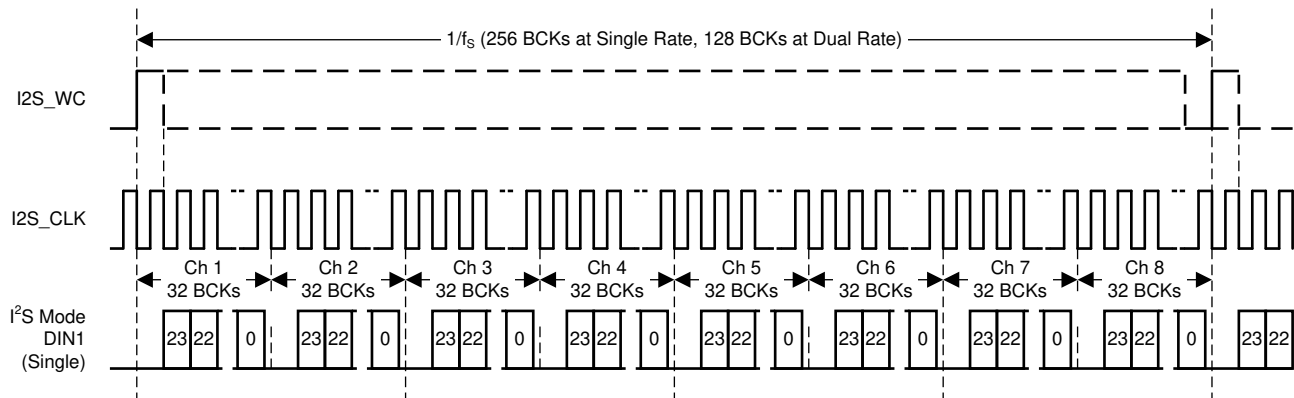 1/fS (256 BCKs at Single Rate, 128 BCKs at Dual Rate)
I2S_WC
I2S_CLK
Ch 1 Ch 2 Ch 3 Ch 4 Ch 5 Ch 6 Ch 7 Ch 8
32 BCKs 32 BCKs 32 BCKs 32 BCKs 32 BCKs 32 BCKs 32 BCKs 32 BCKs
I²S Mode
DIN1
(Single)
23 22 0 23 22 0 23 22 0 23 22 0 23 22 0 23 22 0 23 22 0 23 22 0 23 22